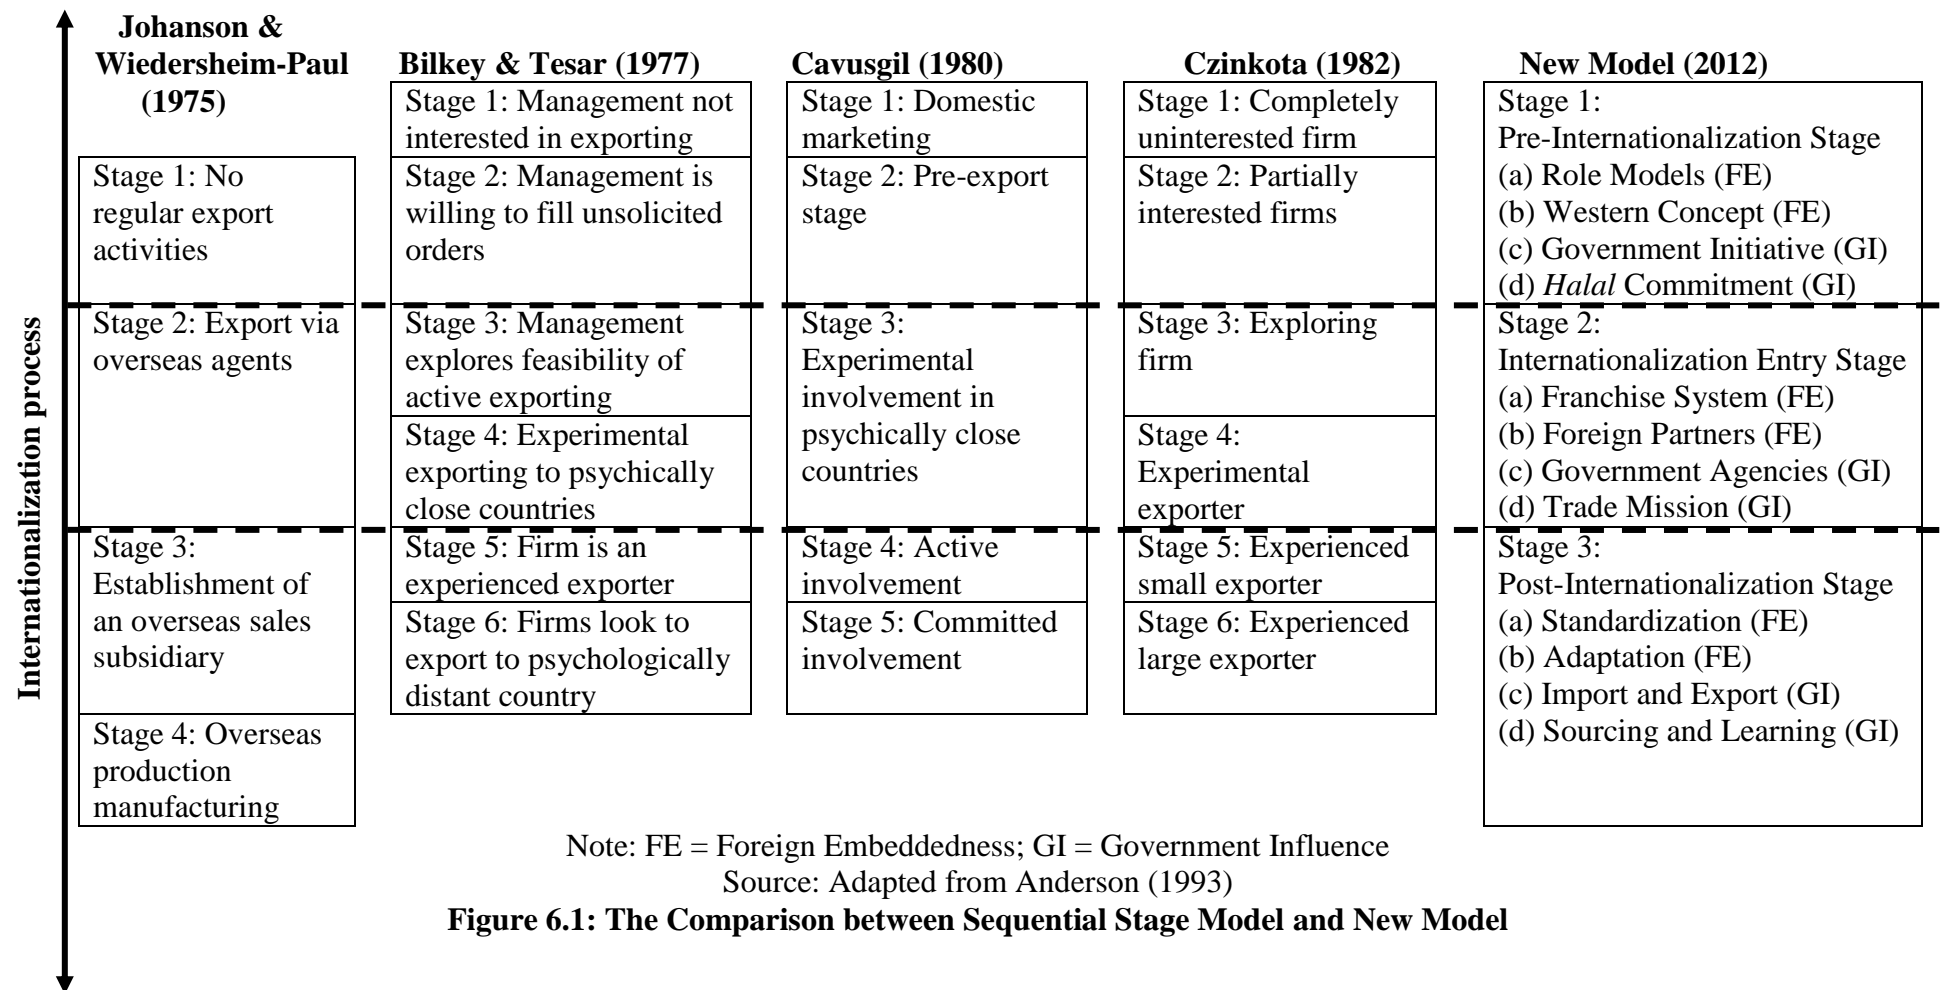 Internationalization process
Johanson &
Wiedersheim-Paul
(1975)
Stage 1: No
regular export
activities
Stage 2: Export via
overseas agents
Stage 3:
Establishment of
an overseas sales
subsidiary
Stage 4: Overseas
production
manufacturing
Bilkey & Tesar (1977)
Stage 1: Management not
interested in exporting
Stage 2: Management is
willing to fill unsolicited
orders
Stage 3: Management
explores feasibility of
active exporting
Stage 4: Experimental
exporting to psychically
close countries
Stage 5: Firm is an
experienced exporter
Stage 6: Firms look to
export to psychologically
distant country
Cavusgil (1980)
Stage 1: Domestic
marketing
Stage 2: Pre-export
stage
Stage 3:
Experimental
involvement in
psychically close
countries
Stage 4: Active
involvement
Stage 5: Committed
involvement
Czinkota (1982)
Stage 1: Completely
uninterested firm
Stage 2: Partially
interested firms
Stage 3: Exploring
firm
Stage 4:
Experimental
exporter
Stage 5: Experienced
small exporter
Stage 6: Experienced
large exporter
New Model (2012)
Stage 1:
Pre-Internationalization Stage
(a) Role Models (FE)
(b) Western Concept (FE)
(c) Government Initiative (GI)
(d) Halal Commitment (GI)
Stage 2:
Internationalization Entry Stage
(a) Franchise System (FE)
(b) Foreign Partners (FE)
(c) Government Agencies (GI)
(d) Trade Mission (GI)
Stage 3:
Post-Internationalization Stage
(a) Standardization (FE)
(b) Adaptation (FE)
(c) Import and Export (GI)
(d) Sourcing and Learning (GI)
Note: FE = Foreign Embeddedness; GI = Government Influence
Source: Adapted from Anderson (1993)
Figure 6.1: The Comparison between Sequential Stage Model and New Model